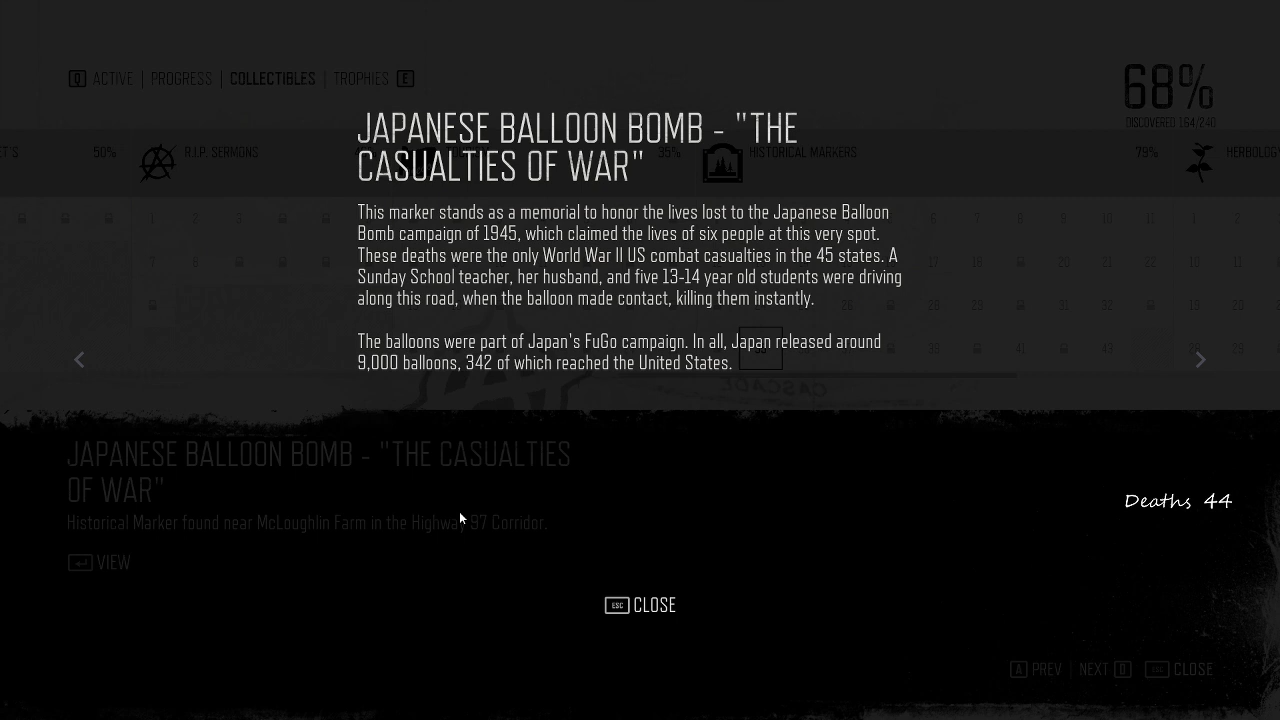 Q ACTIVE | PROGRESS | COLLECTIBLES | TROPHIES E
68%
DISCOVERED 164/240
JAPANESE BALLOON BOMB - "THE
CASUALTIES OF WAR"
ET'S 50% R.I.P. SERMONS 35% HISTORICAL MARKERS 79% HERBOLOG
This marker stands as a memorial to honor the lives lost to the Japanese Balloon
Bomb campaign of 1945, which claimed the lives of six people at this very spot.
These deaths were the only World War II US combat casualties in the 45 states. A
Sunday School teacher, her husband, and five 13-14 year old students were driving
along this road, when the balloon made contact, killing them instantly.
The balloons were part of Japan's FuGo campaign. In all, Japan released around
9,000 balloons, 342 of which reached the United States.
CASCADE
JAPANESE BALLOON BOMB - "THE CASUALTIES
OF WAR"
Historical Marker found near McLoughlin Farm in the Highway 97 Corridor.
VIEW
Deaths 44
ESC CLOSE
A PREV | NEXT D ESC CLOSE